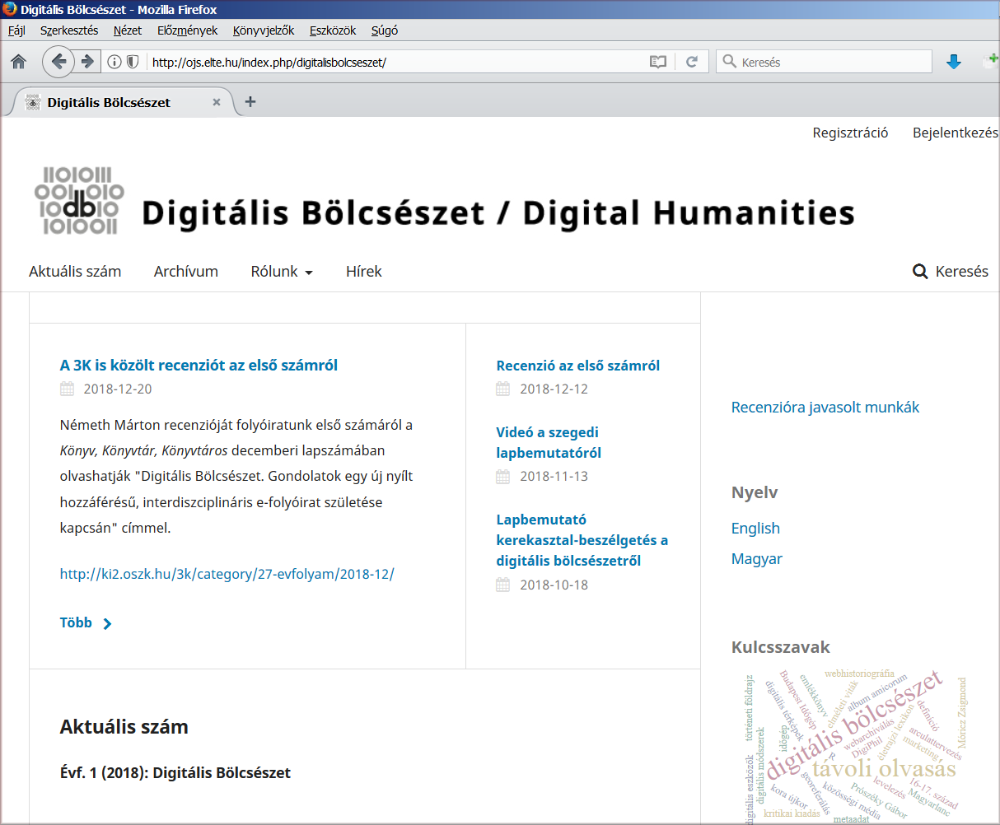 Digitális Bölcsészet - Mozilla Firefox
Fájl Szerkesztés Nézet Előzmények Könyvjelzők Eszközök Súgó
http://ojs.elte.hu/index.php/digitalisbolcseszet/ Keresés
Digitális Bölcsészet
Regisztráció Bejelentkezés
IIOIOIII
OOI IOIO
IOdbIO
IOIOOII
Digitális Bölcsészet / Digital Humanities
Aktuális szám Archívum Rólunk Hírek Keresés
A 3K is közölt recenziót az első számról
2018-12-20
Németh Márton recenzióját folyóiratunk első számáról a
Könyv, Könyvtár, Könyvtáros decemberi lapszámában
olvashatják "Digitális Bölcsészet. Gondolatok egy új nyílt
hozzáférésű, interdiszciplináris e-folyóirat születése
kapcsán" címmel.
http://ki2.oszk.hu/3k/category/27-evfolyam/2018-12/
Több
Recenzió az első számról
2018-12-12
Videó a szegedi
lapbemutatóról
2018-11-13
Lapbemutató
kerekasztal-beszélgetés a
digitális bölcsészetről
2018-10-18
Aktuális szám
Évf. 1 (2018): Digitális Bölcsészet
Recenzióra javasolt munkák
Nyelv
English
Magyar
Kulcsszavak
webhistoriográfia
történeti földrajz
digitális térképek
Budapest Időgép
emlékkönyv
elméleti viták
album amicorum
digitális bölcsészet
definíció
Móricz Zsigmond
időgép
webarchiválás
DigiPhil
életrajzi lexikon
arculattervezés
marketing
R
digitális módszerek
digitális eszközök
távoli olvasás
kora újkor
georeferálás
közösségi média
levelezés
Prószéky Gábor
16-17. század
Magyarlanc
kritikai kiadás
metaadat